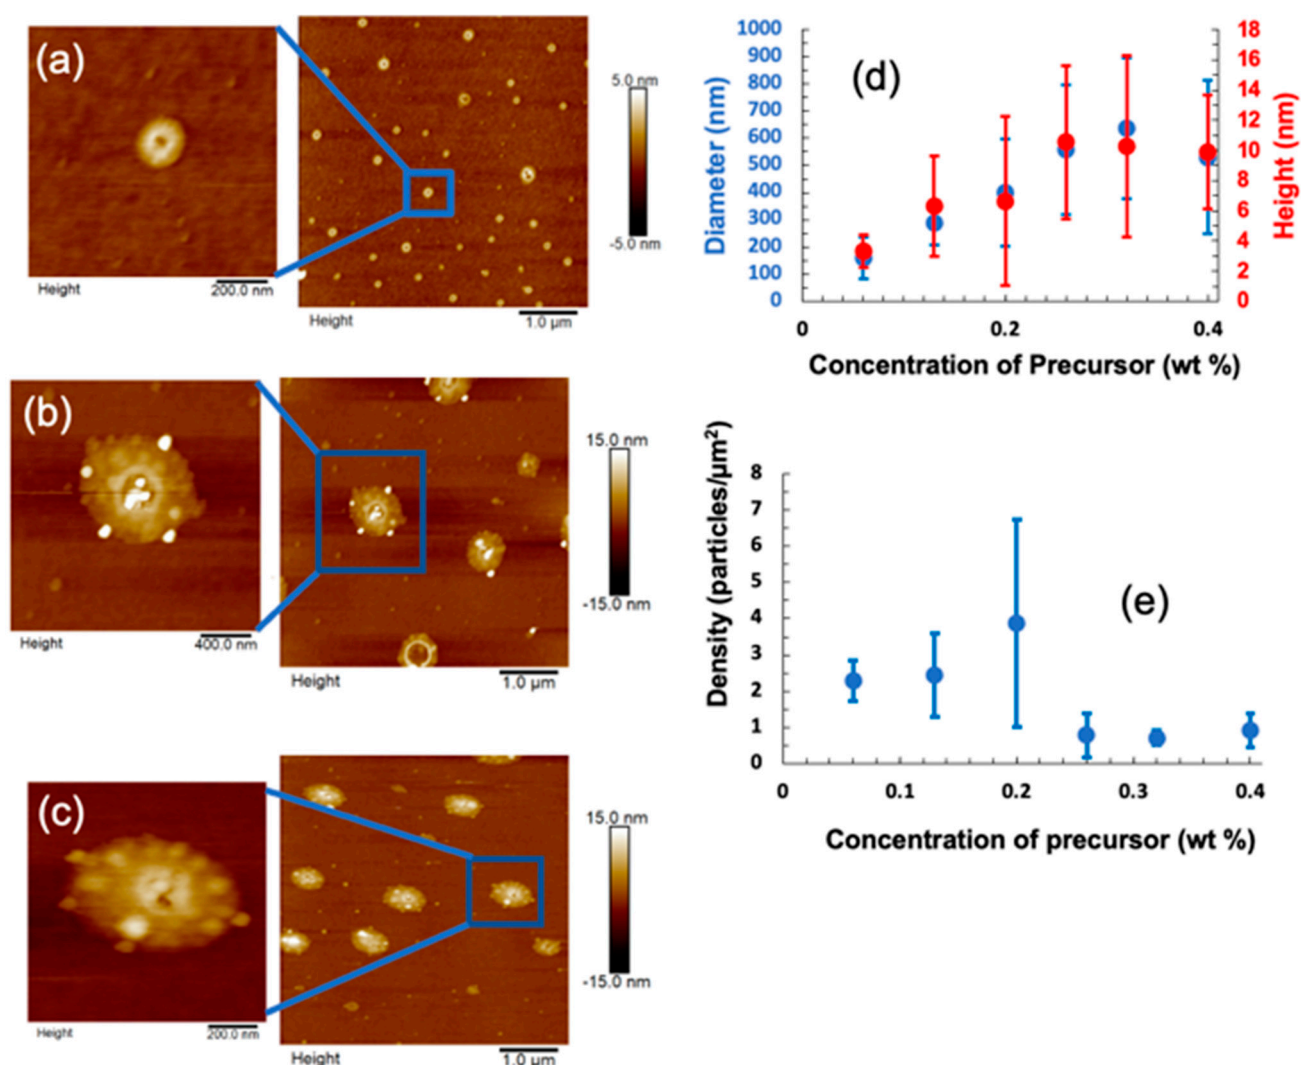 (a)
Height
200.0 nm
Height
1.0 µm
5.0 nm
-5.0 nm
(b)
Height
400.0 nm
Height
1.0 µm
15.0 nm
-15.0 nm
(c)
Height
200.0 nm
Height
1.0 µm
15.0 nm
-15.0 nm
(d)
Diameter (nm)
1000
900
800
700
600
500
400
300
200
100
0
18
16
14
12
10
8
6
4
2
0
Height (nm)
0 0.2 0.4
Concentration of Precursor (wt %)
(e)
Density (particles/µm²)
8
7
6
5
4
3
2
1
0
0 0.1 0.2 0.3 0.4
Concentration of precursor (wt %)